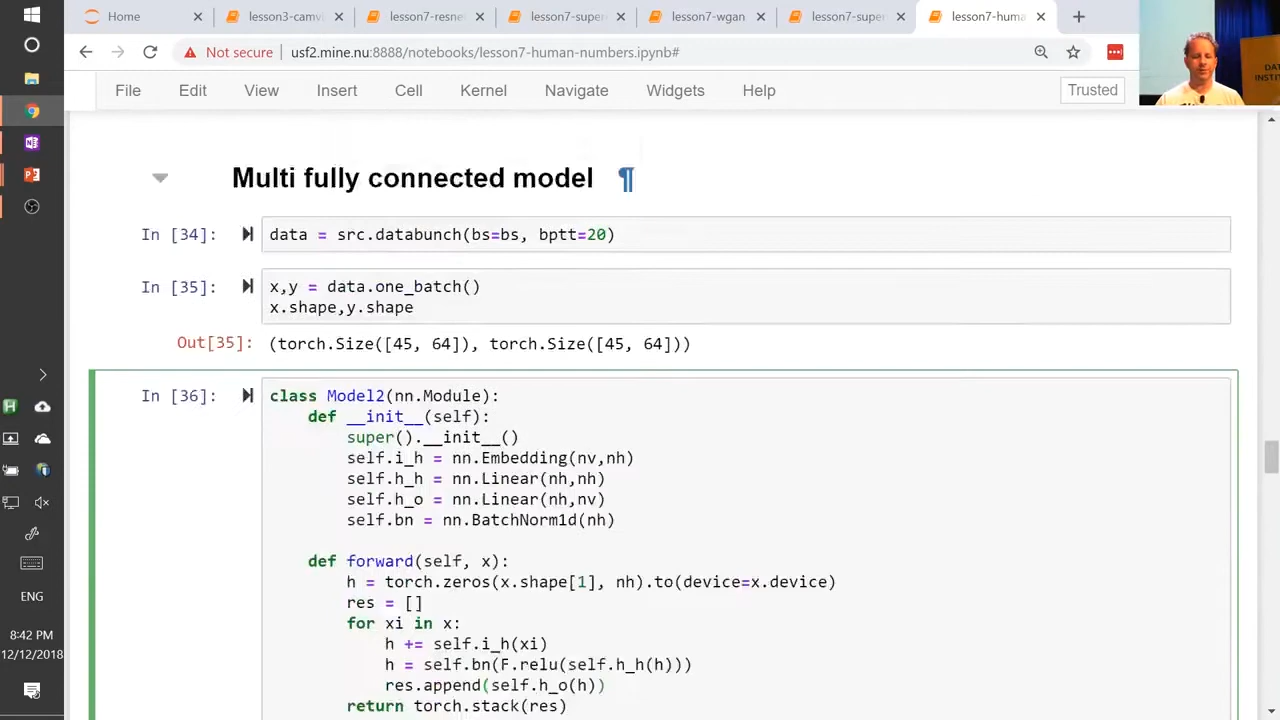 Home
lesson3-camvi
lesson7-resne
lesson7-super
lesson7-wgan
lesson7-super
lesson7-huma
Not secure
usf2.mine.nu:8888/notebooks/lesson7-human-numbers.ipynb#
File Edit View Insert Cell Kernel Navigate Widgets Help
Trusted
DAT
INSTIT
Multi fully connected model ¶
In [34]: data = src.databunch(bs=bs, bptt=20)
In [35]: x,y = data.one_batch()
x.shape,y.shape
Out[35]: (torch.Size([45, 64]), torch.Size([45, 64]))
In [36]: class Model2(nn.Module):
def __init__(self):
super().__init__()
self.i_h = nn.Embedding(nv,nh)
self.h_h = nn.Linear(nh,nh)
self.h_o = nn.Linear(nh,nv)
self.bn = nn.BatchNorm1d(nh)
def forward(self, x):
h = torch.zeros(x.shape[1], nh).to(device=x.device)
res = []
for xi in x:
h += self.i_h(xi)
h = self.bn(F.relu(self.h_h(h)))
res.append(self.h_o(h))
return torch.stack(res)
ENG
8:42 PM
12/12/2018